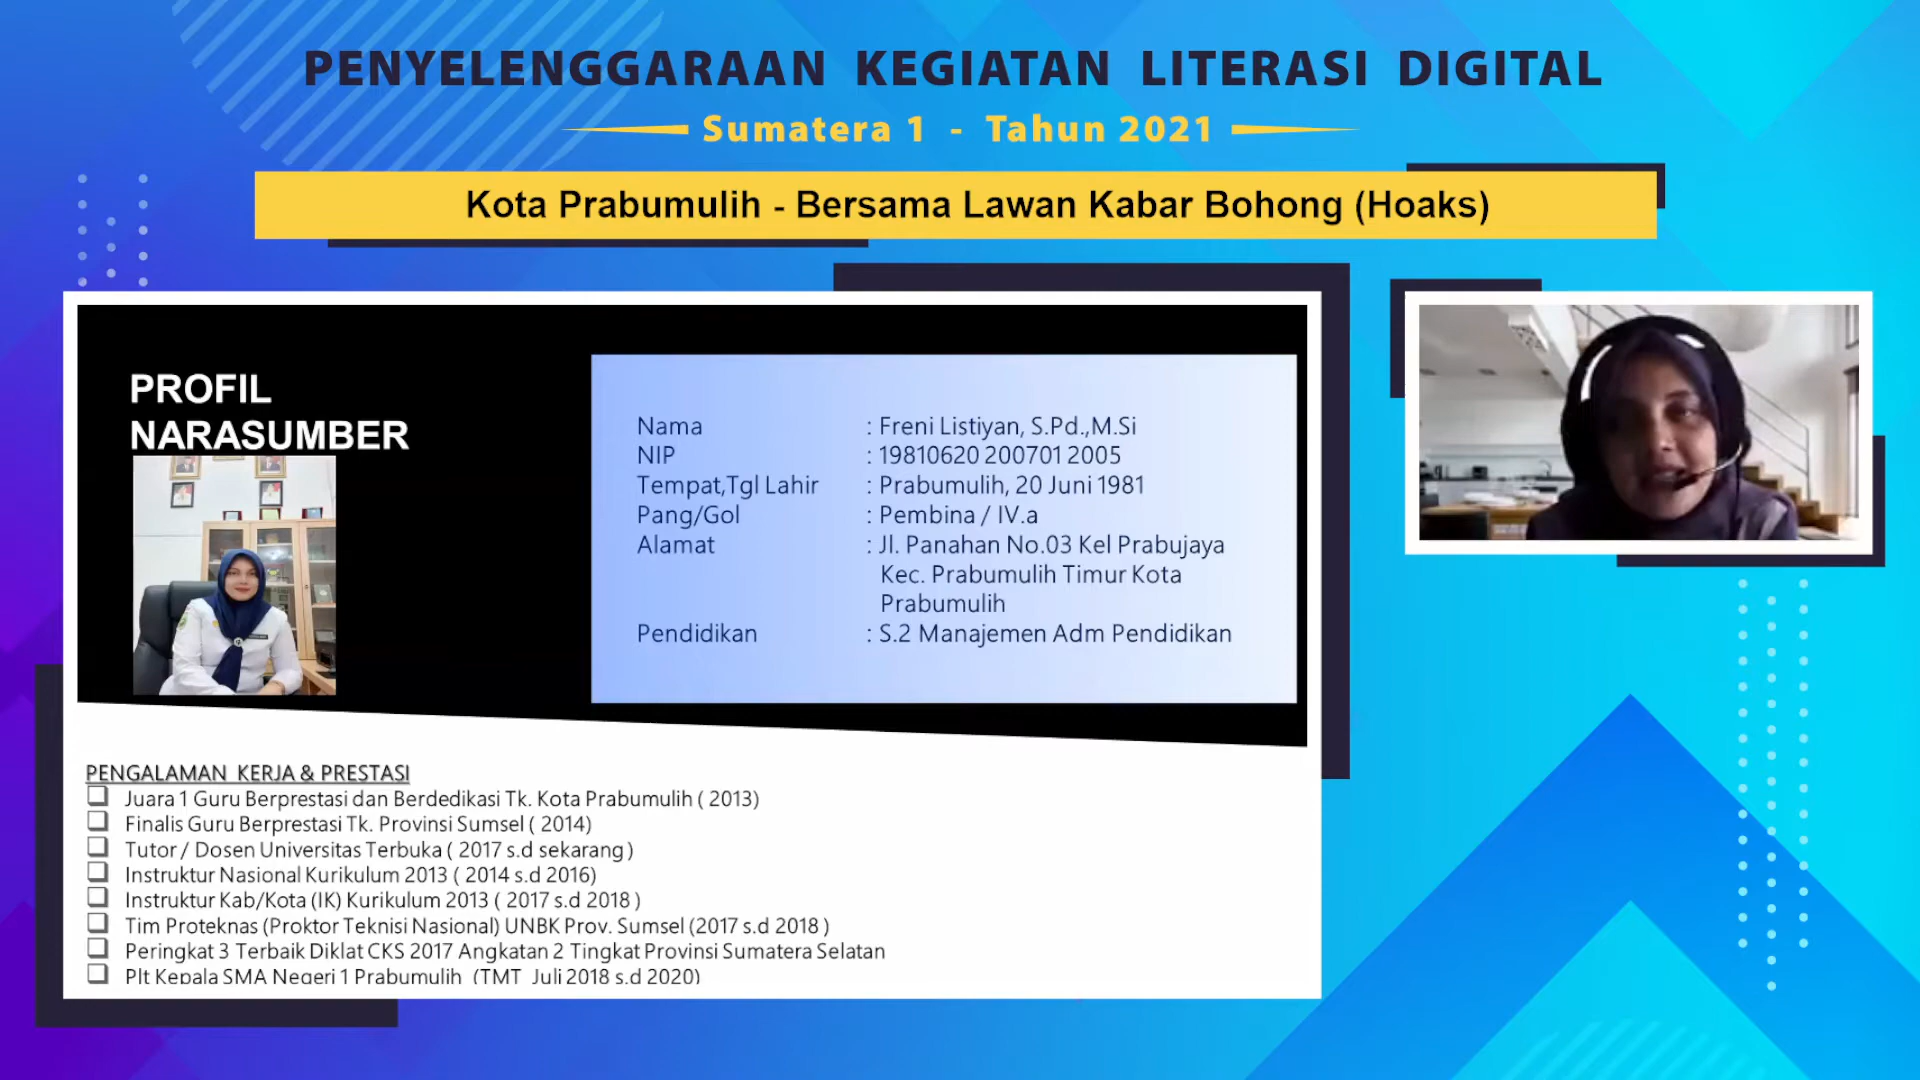 PENYELENGGARAAN KEGIATAN LITERASI DIGITAL
Sumatera 1 - Tahun 2021
Kota Prabumulih - Bersama Lawan Kabar Bohong (Hoaks)
PROFIL
NARASUMBER
Nama : Freni Listiyan, S.Pd.,M.Si
NIP : 19810620 200701 2005
Tempat,Tgl Lahir : Prabumulih, 20 Juni 1981
Pang/Gol : Pembina / IV.a
Alamat : Jl. Panahan No.03 Kel Prabujaya
Kec. Prabumulih Timur Kota
Prabumulih
Pendidikan : S.2 Manajemen Adm Pendidikan
PENGALAMAN KERJA & PRESTASI
Juara 1 Guru Berprestasi dan Berdedikasi Tk. Kota Prabumulih ( 2013)
Finalis Guru Berprestasi Tk. Provinsi Sumsel ( 2014)
Tutor / Dosen Universitas Terbuka ( 2017 s.d sekarang )
Instruktur Nasional Kurikulum 2013 ( 2014 s.d 2016)
Instruktur Kab/Kota (IK) Kurikulum 2013 ( 2017 s.d 2018 )
Tim Proteknas (Proktor Teknisi Nasional) UNBK Prov. Sumsel (2017 s.d 2018 )
Peringkat 3 Terbaik Diklat CKS 2017 Angkatan 2 Tingkat Provinsi Sumatera Selatan
Plt Kepala SMA Negeri 1 Prabumulih (TMT Juli 2018 s.d 2020)